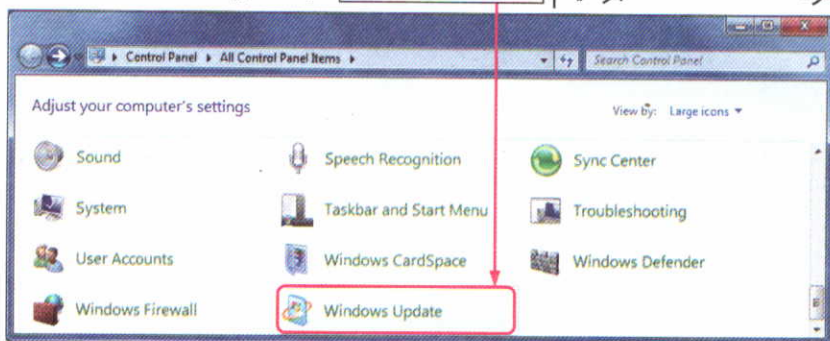 Control Panel ▸ All Control Panel Items ▸
Search Control Panel
Adjust your computer's settings
View by: Large icons
Sound
Speech Recognition
Sync Center
System
Taskbar and Start Menu
Troubleshooting
User Accounts
Windows CardSpace
Windows Defender
Windows Firewall
Windows Update